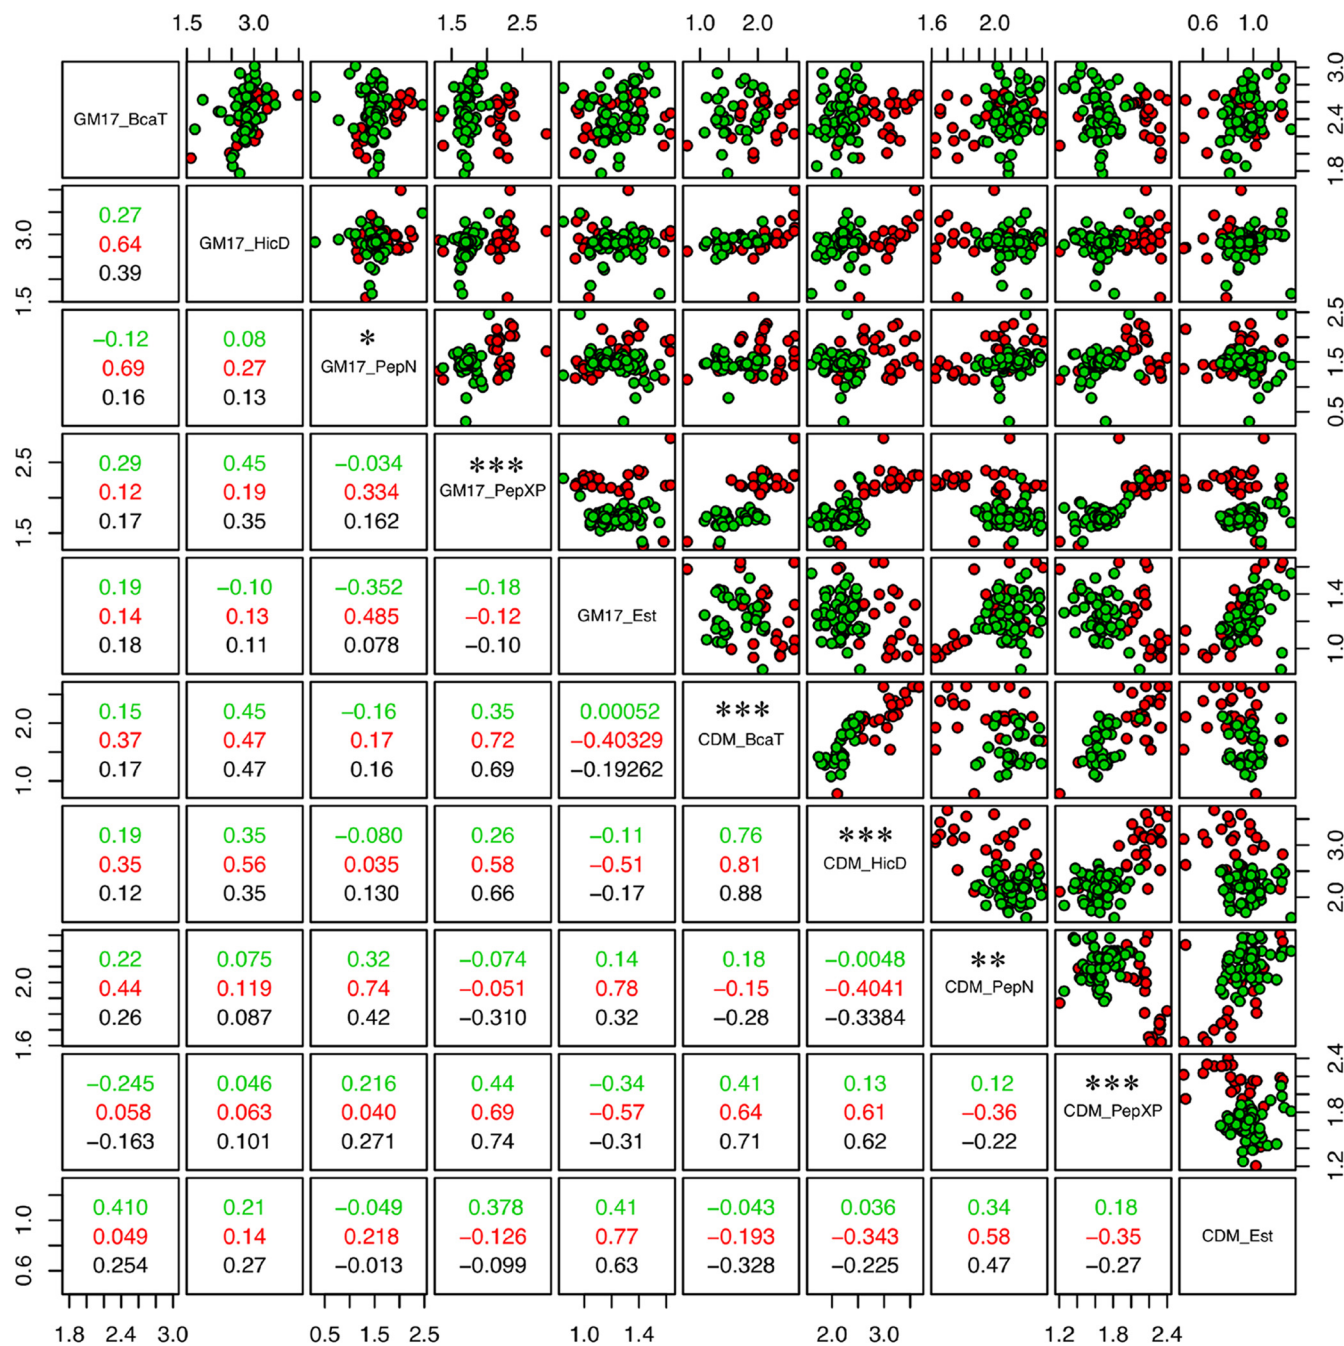 1.5 3.0 1.5 2.5 1.0 2.0 1.6 2.0 0.6 1.0
GM17_BcaT
1.8 2.4 3.0
0.27
0.64
0.39
GM17_HicD
1.5 3.0
−0.12 0.08 *
0.69 0.27 GM17_PepN
0.16 0.13
0.5 1.5 2.5
0.29 0.45 −0.034 ***
0.12 0.19 0.334 GM17_PepXP
0.17 0.35 0.162
1.5 2.5
0.19 −0.10 −0.352 −0.18
0.14 0.13 0.485 −0.12 GM17_Est
0.18 0.11 0.078 −0.10
1.0 1.4
0.15 0.45 −0.16 0.35 0.00052 ***
0.37 0.47 0.17 0.72 −0.40329 CDM_BcaT
0.17 0.47 0.16 0.69 −0.19262
1.0 2.0
0.19 0.35 −0.080 0.26 −0.11 0.76 ***
0.35 0.56 0.035 0.58 −0.51 0.81 CDM_HicD
0.12 0.35 0.130 0.66 −0.17 0.88
2.0 3.0
0.22 0.075 0.32 −0.074 0.14 0.18 −0.0048 **
0.44 0.119 0.74 −0.051 0.78 −0.15 −0.4041 CDM_PepN
0.26 0.087 0.42 −0.310 0.32 −0.28 −0.3384
1.6 2.0
−0.245 0.046 0.216 0.44 −0.34 0.41 0.13 0.12 ***
0.058 0.063 0.040 0.69 −0.57 0.64 0.61 −0.36 CDM_PepXP
−0.163 0.101 0.271 0.74 −0.31 0.71 0.62 −0.22
1.2 1.8 2.4
0.410 0.21 −0.049 0.378 0.41 −0.043 0.036 0.34 0.18
0.049 0.14 0.218 −0.126 0.77 −0.193 −0.343 0.58 −0.35 CDM_Est
0.254 0.27 −0.013 −0.099 0.63 −0.328 −0.225 0.47 −0.27
0.6 1.0
1.8 2.4 3.0 0.5 1.5 2.5 1.0 1.4 2.0 3.0 1.2 1.8 2.4